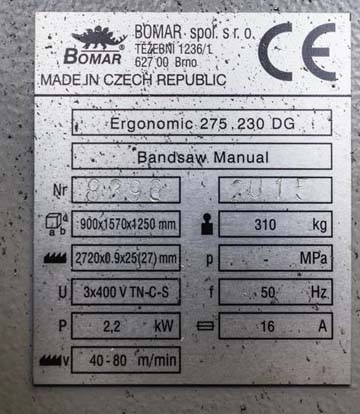 BOMAR
BOMAR spol. s r. o.
TĚŽEBNÍ 1236/1
627 00 Brno
CE
MADE IN CZECH REPUBLIC
Ergonomic 275.230 DG
Bandsaw Manual
Nr 8298 2015
a b d 900x1570x1250 mm 310 kg
2720x0.9x25(27) mm p - MPa
U 3x400 V TN-C-S f 50 Hz
P 2,2 kW 16 A
v 40-80 m/min